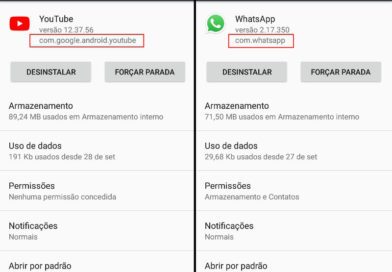 YouTube
versão 12.37.56
com.google.android.youtube
DESINSTALAR
FORÇAR PARADA
Armazenamento
89,24 MB usados em Armazenamento interno
Uso de dados
191 Kb usados desde 28 de set
Permissões
Nenhuma permissão concedida
Notificações
Normais
Abrir por padrão
WhatsApp
versão 2.17.350
com.whatsapp
DESINSTALAR
FORÇAR PARADA
Armazenamento
71,50 MB usados em Armazenamento interno
Uso de dados
29,68 Kb usados desde 27 de set
Permissões
Armazenamento e Contatos
Notificações
Normais
Abrir por padrão